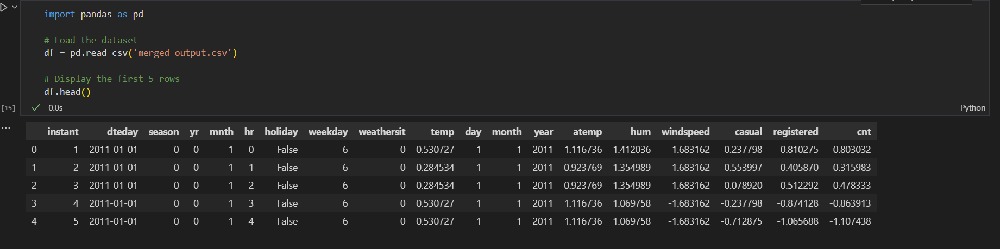 import pandas as pd
# Load the dataset
df = pd.read_csv('merged_output.csv')
# Display the first 5 rows
df.head()
[15] 0.0s Python
... instant dteday season yr mnth hr holiday weekday weathersit temp day month year atemp hum windspeed casual registered cnt
0 1 2011-01-01 0 0 1 0 False 6 0 0.530727 1 1 2011 1.116736 1.412036 -1.683162 -0.237798 -0.810275 -0.803032
1 2 2011-01-01 0 0 1 1 False 6 0 0.284534 1 1 2011 0.923769 1.354989 -1.683162 0.553997 -0.405870 -0.315983
2 3 2011-01-01 0 0 1 2 False 6 0 0.284534 1 1 2011 0.923769 1.354989 -1.683162 0.078920 -0.512292 -0.478333
3 4 2011-01-01 0 0 1 3 False 6 0 0.530727 1 1 2011 1.116736 1.069758 -1.683162 -0.237798 -0.874128 -0.863913
4 5 2011-01-01 0 0 1 4 False 6 0 0.530727 1 1 2011 1.116736 1.069758 -1.683162 -0.712875 -1.065688 -1.107438